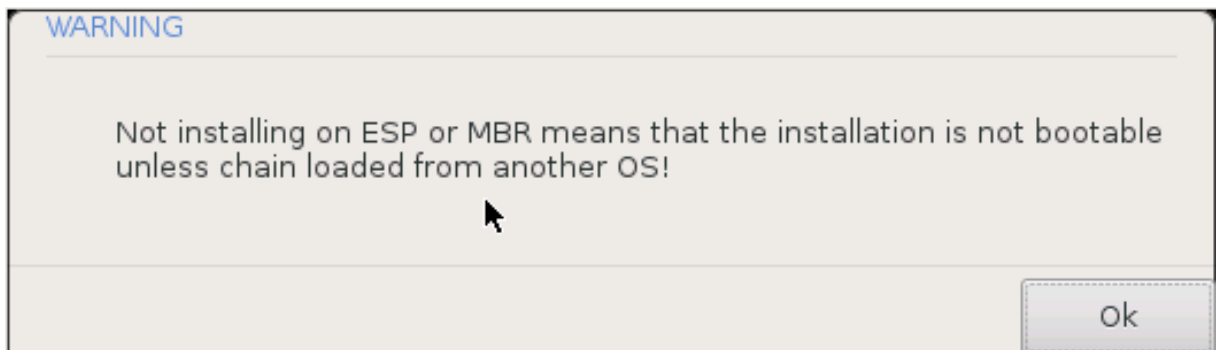 WARNING
Not installing on ESP or MBR means that the installation is not bootable
unless chain loaded from another OS!
Ok